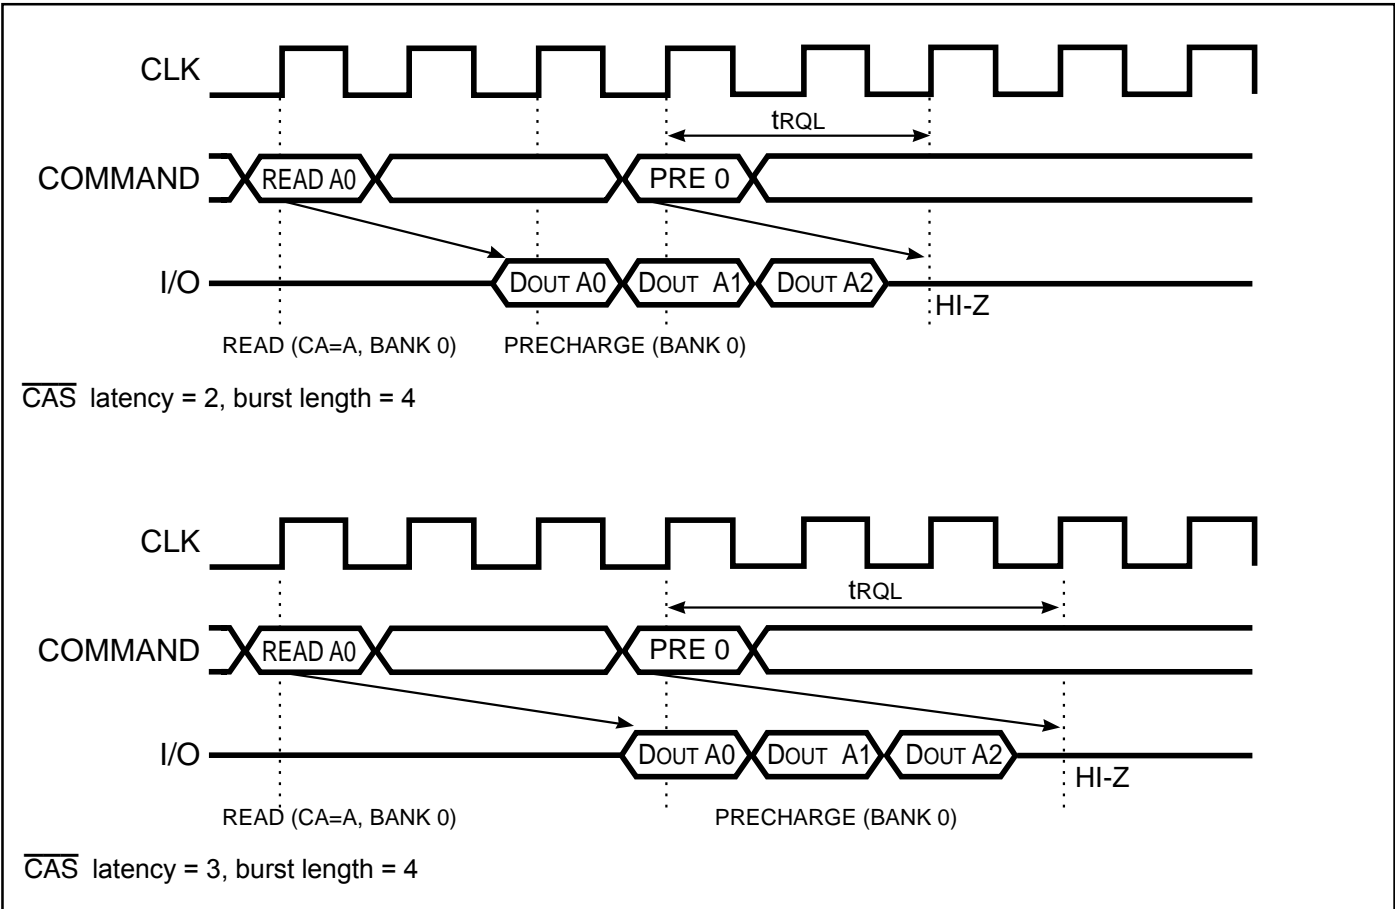 CLK
tRQL
COMMAND READ A0 PRE 0
I/O DOUT A0 DOUT A1 DOUT A2
HI-Z
READ (CA=A, BANK 0) PRECHARGE (BANK 0)
CAS latency = 2, burst length = 4
CLK
tRQL
COMMAND READ A0 PRE 0
I/O DOUT A0 DOUT A1 DOUT A2
HI-Z
READ (CA=A, BANK 0) PRECHARGE (BANK 0)
CAS latency = 3, burst length = 4